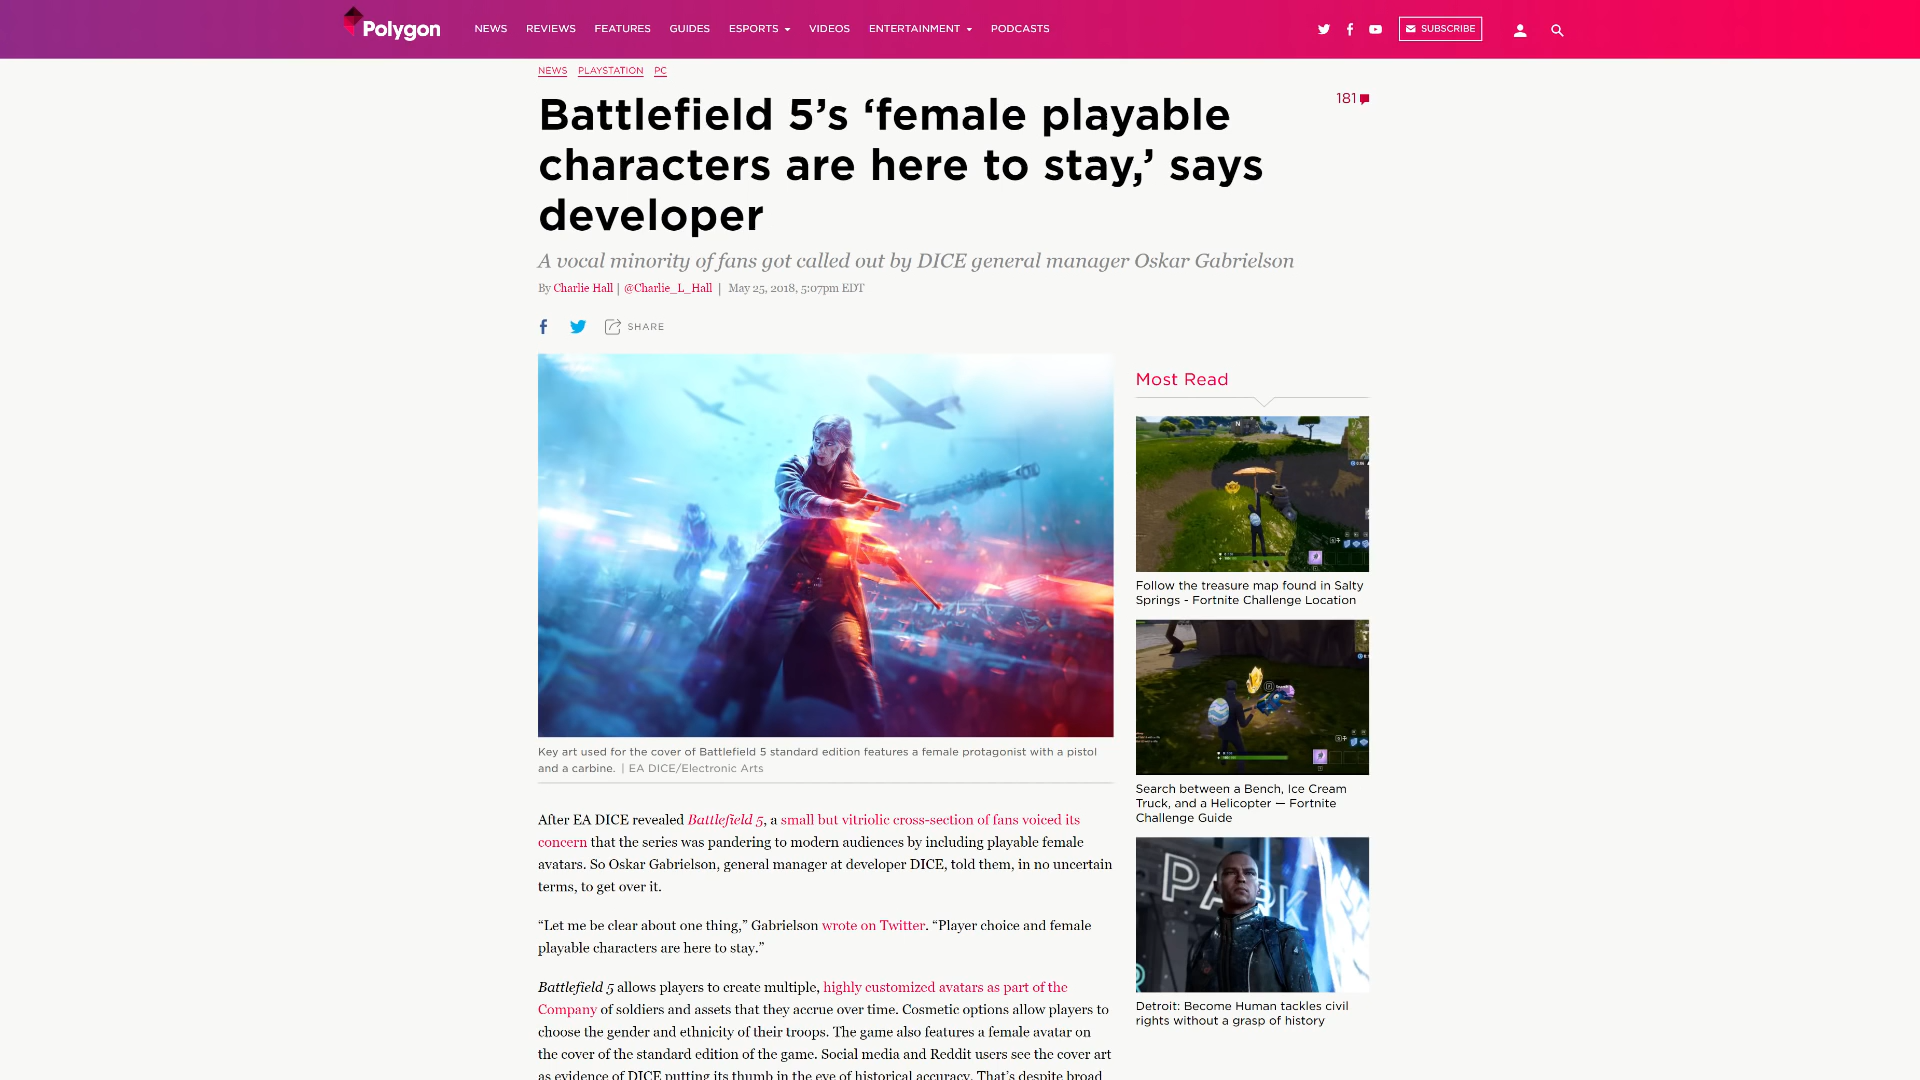 Polygon
NEWS REVIEWS FEATURES GUIDES ESPORTS VIDEOS ENTERTAINMENT PODCASTS
SUBSCRIBE
NEWS PLAYSTATION PC
Battlefield 5’s ‘female playable
characters are here to stay,’ says
developer
181
A vocal minority of fans got called out by DICE general manager Oskar Gabrielson
By Charlie Hall | @Charlie_L_Hall | May 25, 2018, 5:07pm EDT
SHARE
Key art used for the cover of Battlefield 5 standard edition features a female protagonist with a pistol
and a carbine. | EA DICE/Electronic Arts
After EA DICE revealed Battlefield 5, a small but vitriolic cross-section of fans voiced its
concern that the series was pandering to modern audiences by including playable female
avatars. So Oskar Gabrielson, general manager at developer DICE, told them, in no uncertain
terms, to get over it.
“Let me be clear about one thing,” Gabrielson wrote on Twitter. “Player choice and female
playable characters are here to stay.”
Battlefield 5 allows players to create multiple, highly customized avatars as part of the
Company of soldiers and assets that they accrue over time. Cosmetic options allow players to
choose the gender and ethnicity of their troops. The game also features a female avatar on
the cover of the standard edition of the game. Social media and Reddit users see the cover art
as evidence of DICE putting its thumb in the eye of historical accuracy. That’s despite broad
Most Read
Follow the treasure map found in Salty
Springs - Fortnite Challenge Location
Search between a Bench, Ice Cream
Truck, and a Helicopter — Fortnite
Challenge Guide
PARK
Detroit: Become Human tackles civil
rights without a grasp of history